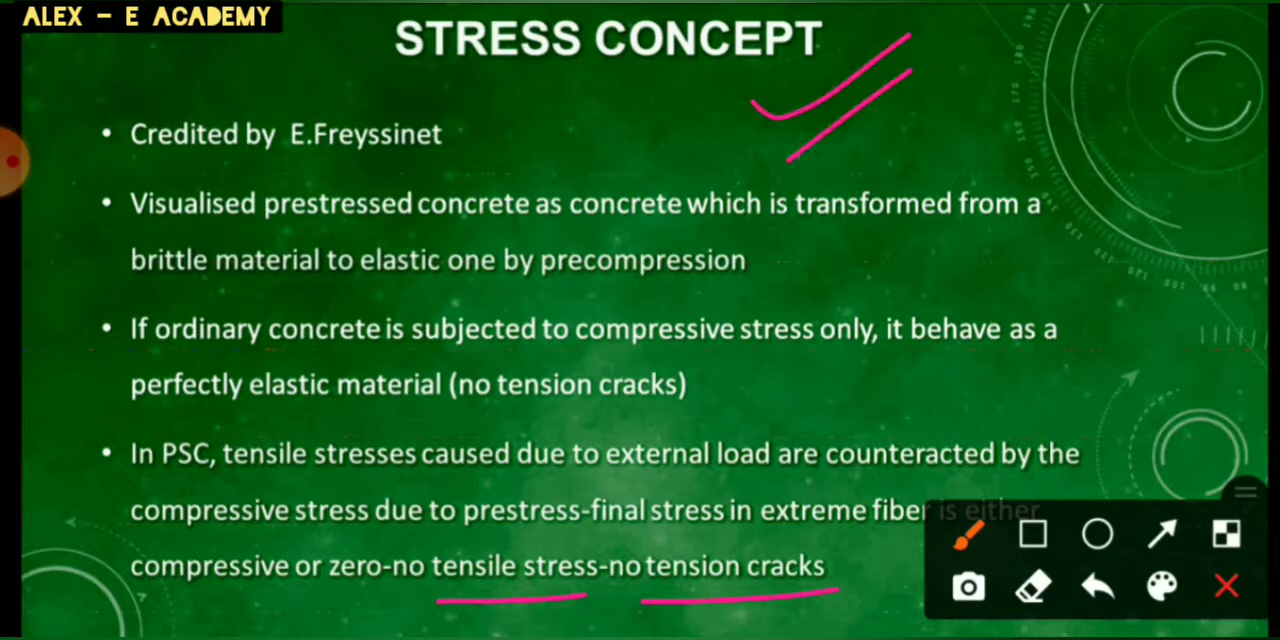 ALEX - E ACADEMY
STRESS CONCEPT
• Credited by E.Freyssinet
• Visualised prestressed concrete as concrete which is transformed from a
brittle material to elastic one by precompression
• If ordinary concrete is subjected to compressive stress only, it behave as a
perfectly elastic material (no tension cracks)
• In PSC, tensile stresses caused due to external load are counteracted by the
compressive stress due to prestress-final stress in extreme fiber is either
compressive or zero-no tensile stress-no tension cracks